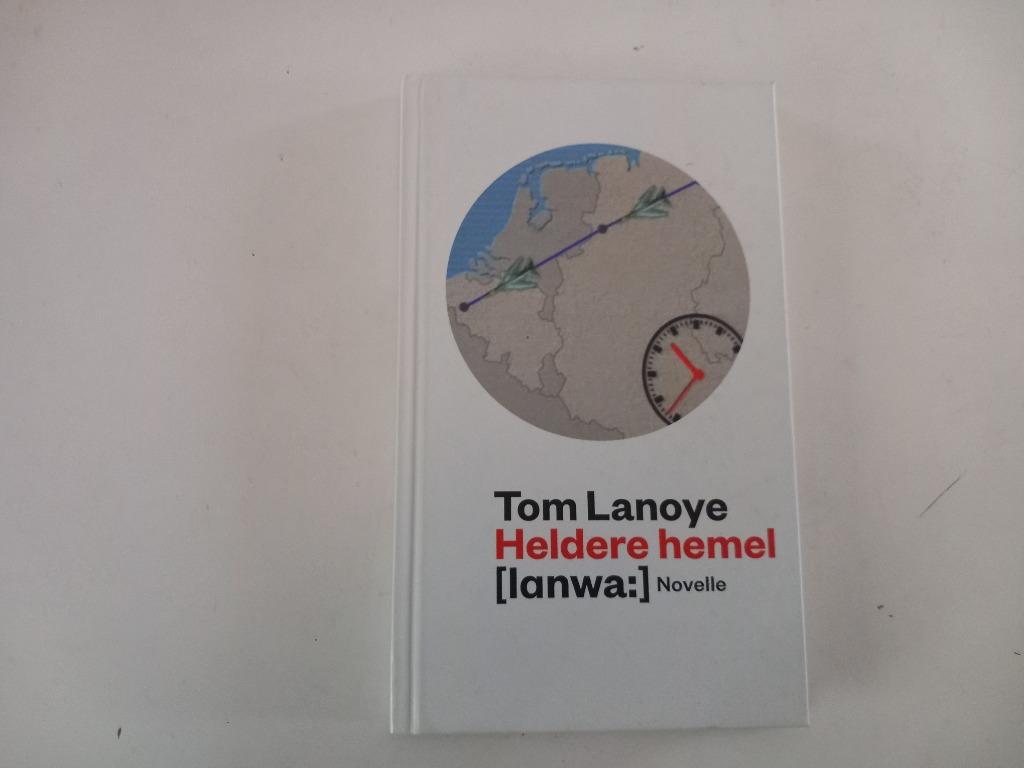 Tom Lanoye
Heldere hemel
[lanwa:] Novelle